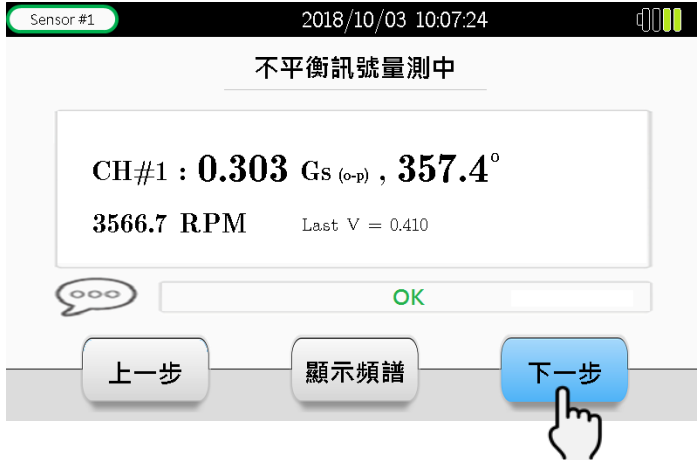 Sensor #1 2018/10/03 10:07:24
不平衡訊號量測中
CH#1 : 0.303 Gs (o-p) , 357.4°
3566.7 RPM Last V = 0.410
OK
上一步 顯示頻譜 下一步